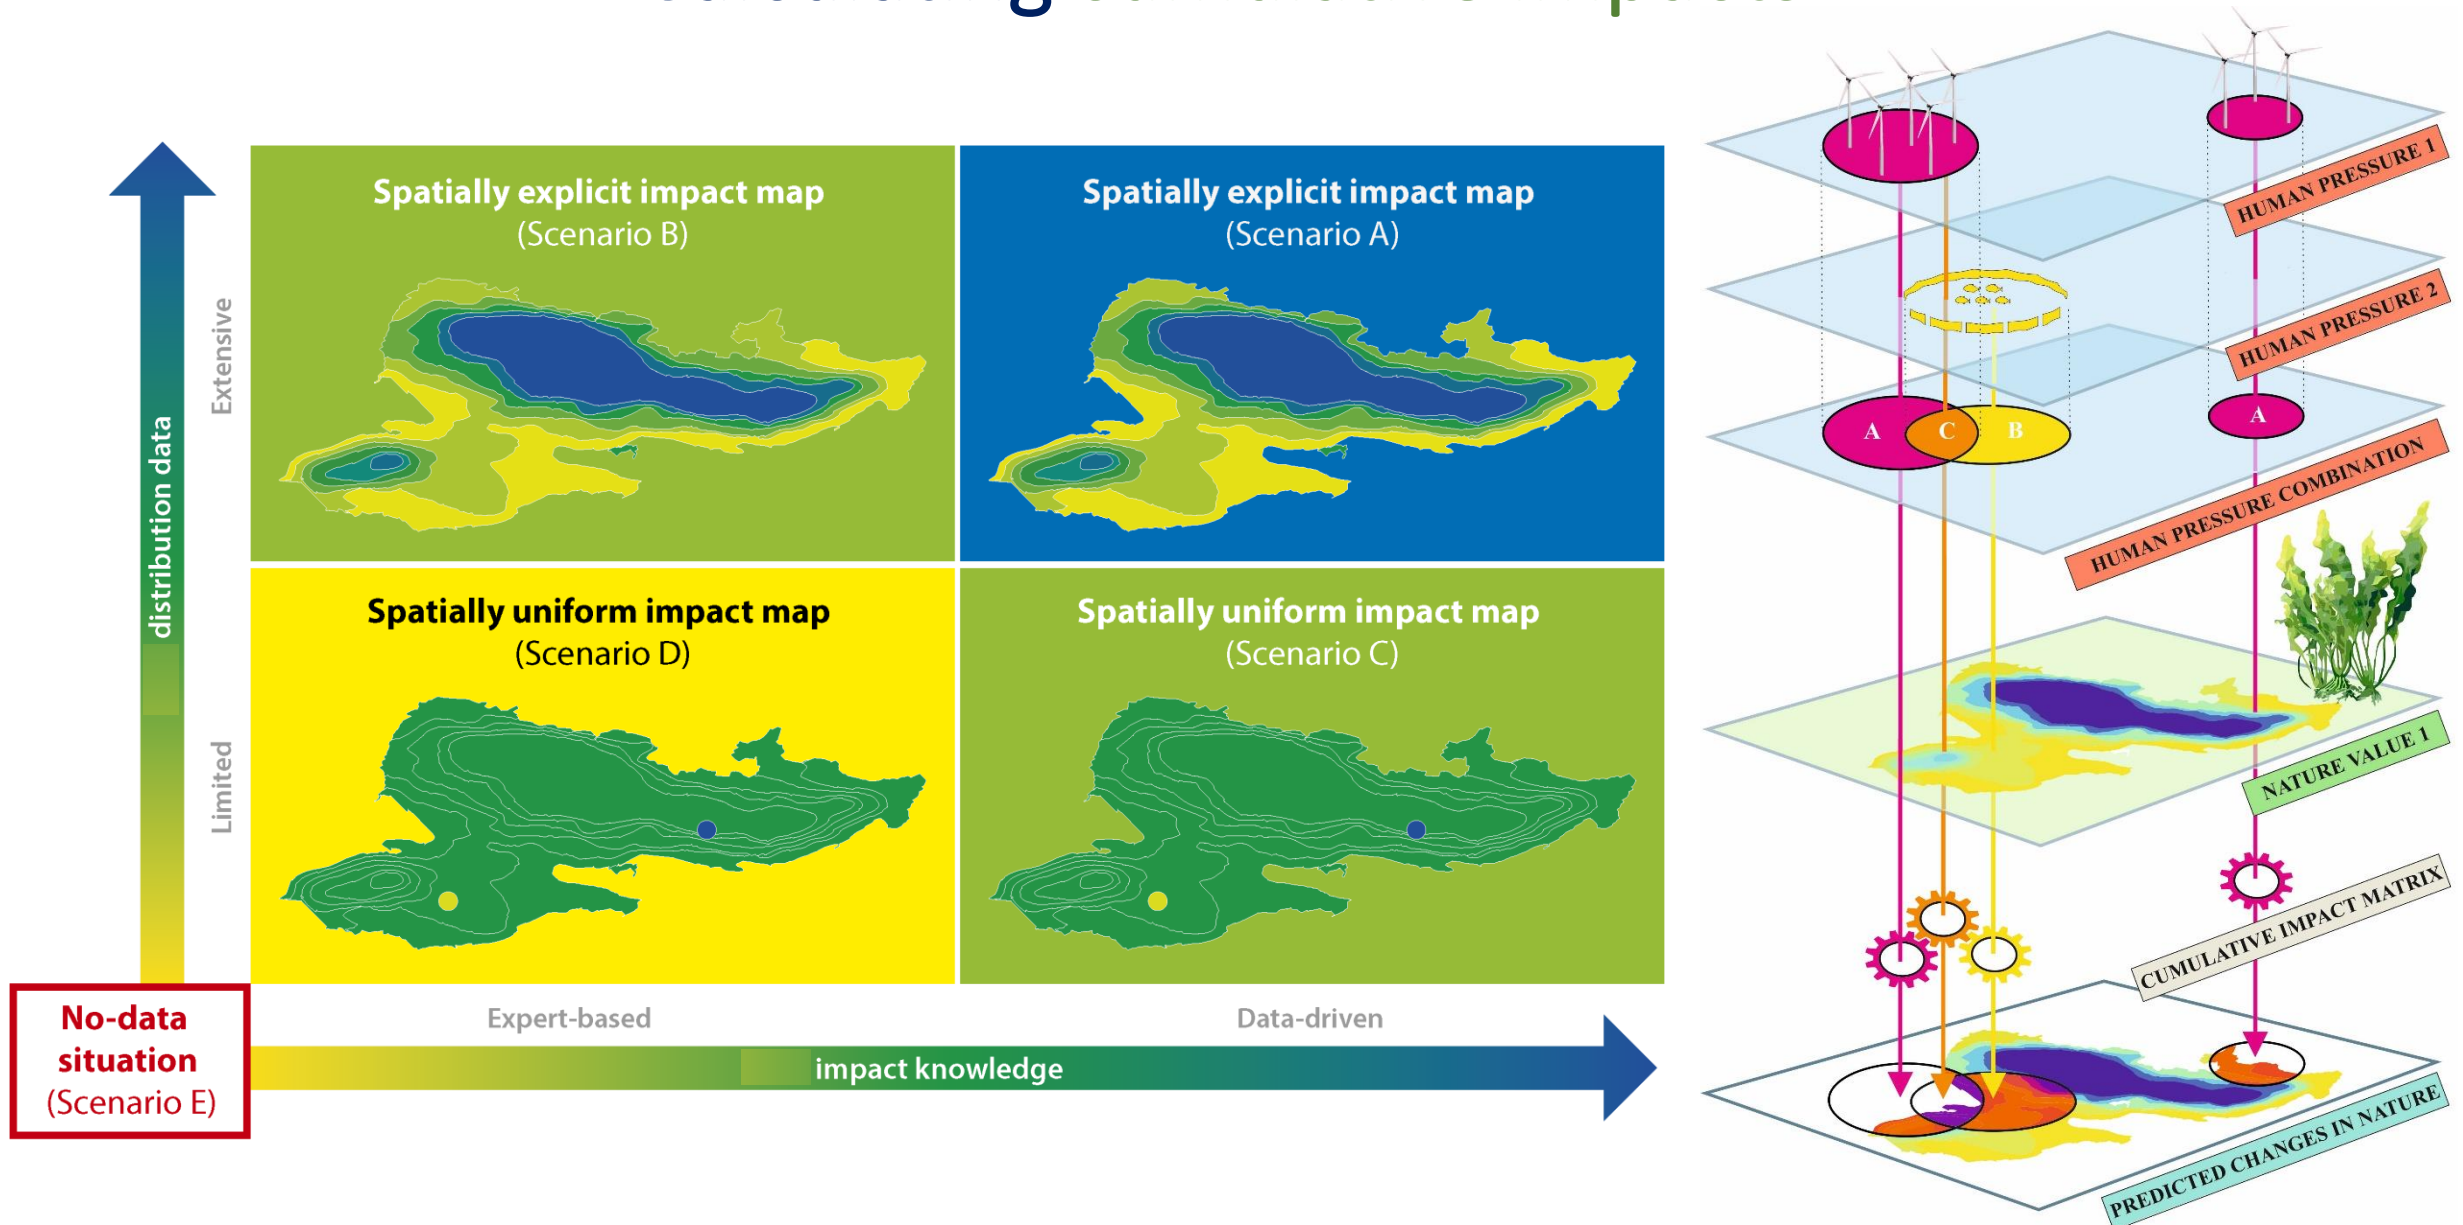 Spatially explicit impact map
(Scenario B)
Spatially explicit impact map
(Scenario A)
Extensive
distribution data
Limited
Spatially uniform impact map
(Scenario D)
Spatially uniform impact map
(Scenario C)
No-data
situation
(Scenario E)
Expert-based
Data-driven
impact knowledge
HUMAN PRESSURE 1
HUMAN PRESSURE 2
A
C
B
A
HUMAN PRESSURE COMBINATION
NATURE VALUE 1
CUMULATIVE IMPACT MATRIX
PREDICTED CHANGES IN NATURE